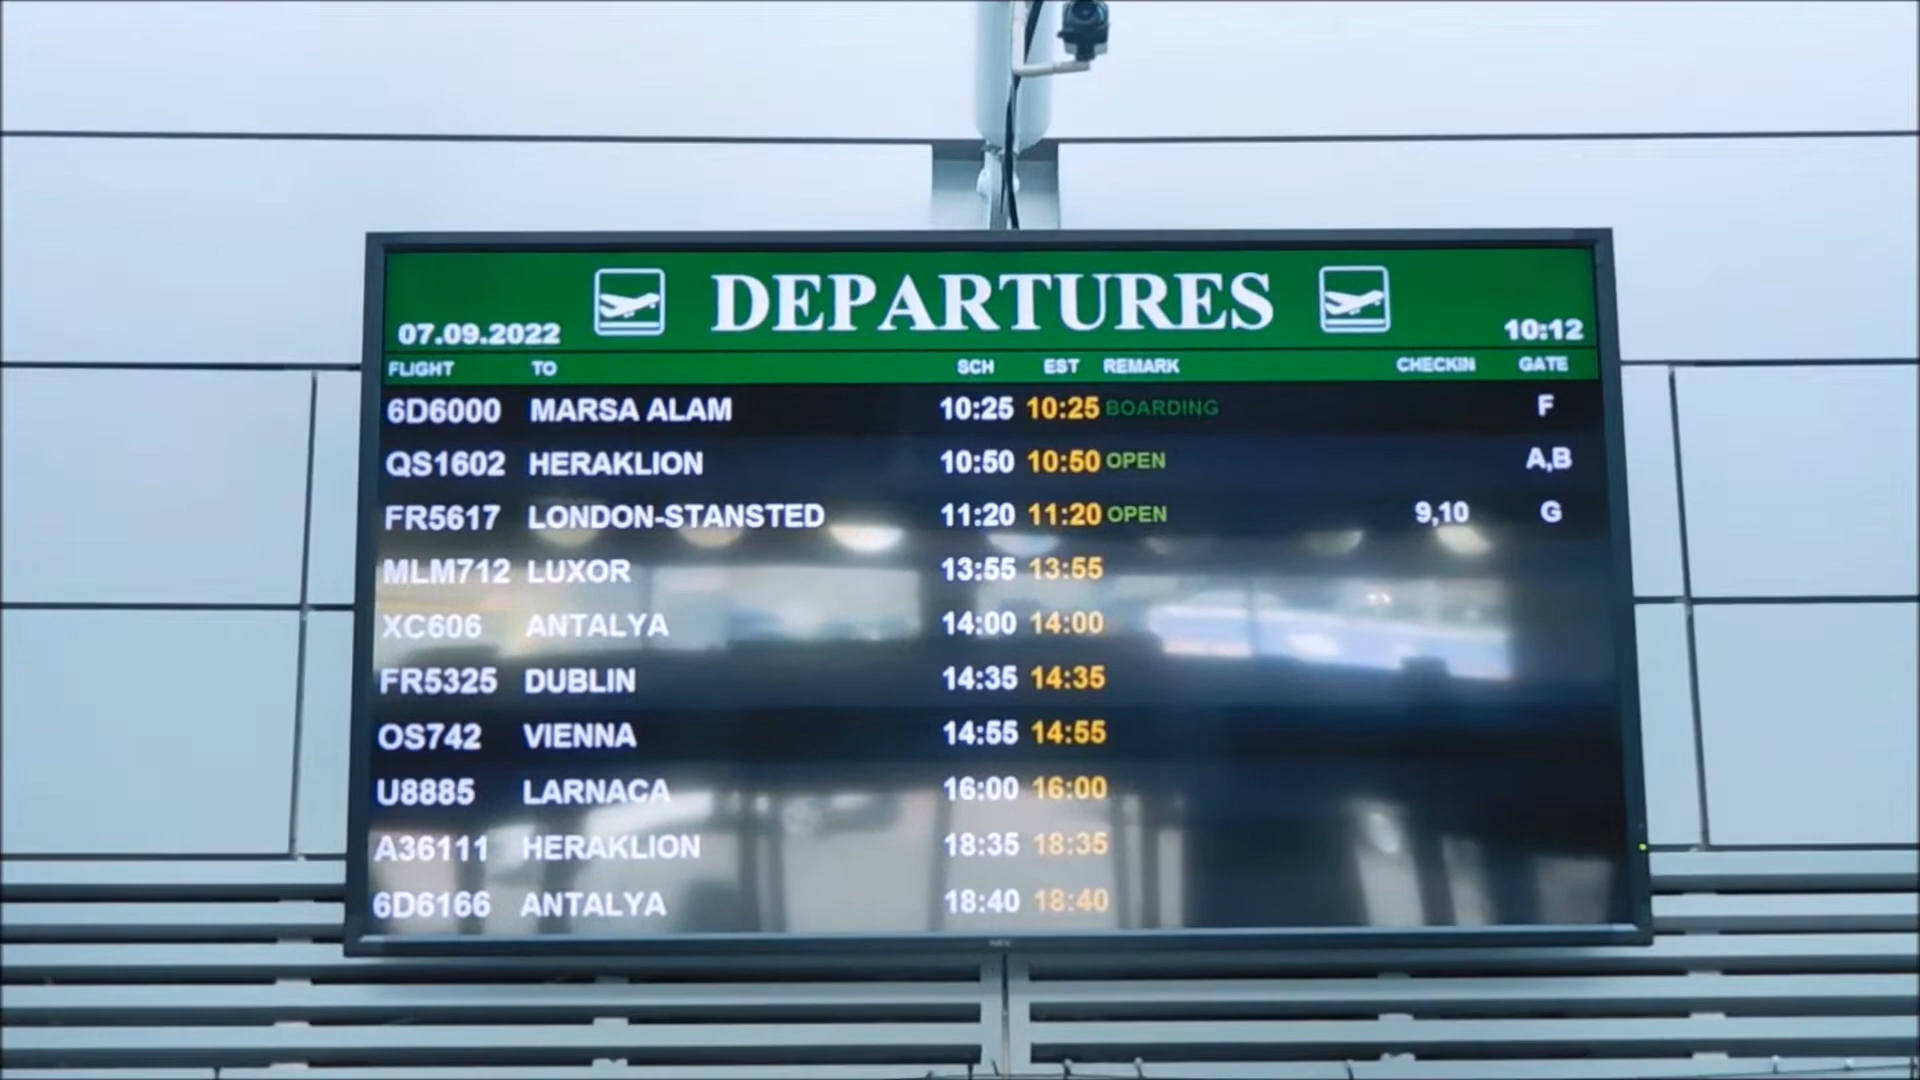 DEPARTURES
07.09.2022 10:12
FLIGHT TO SCH EST REMARK CHECKIN GATE
6D6000 MARSA ALAM 10:25 10:25 BOARDING F
QS1602 HERAKLION 10:50 10:50 OPEN A,B
FR5617 LONDON-STANSTED 11:20 11:20 OPEN 9,10 G
MLM712 LUXOR 13:55 13:55
XC606 ANTALYA 14:00 14:00
FR5325 DUBLIN 14:35 14:35
OS742 VIENNA 14:55 14:55
U8885 LARNACA 16:00 16:00
A36111 HERAKLION 18:35 18:35
6D6166 ANTALYA 18:40 18:40